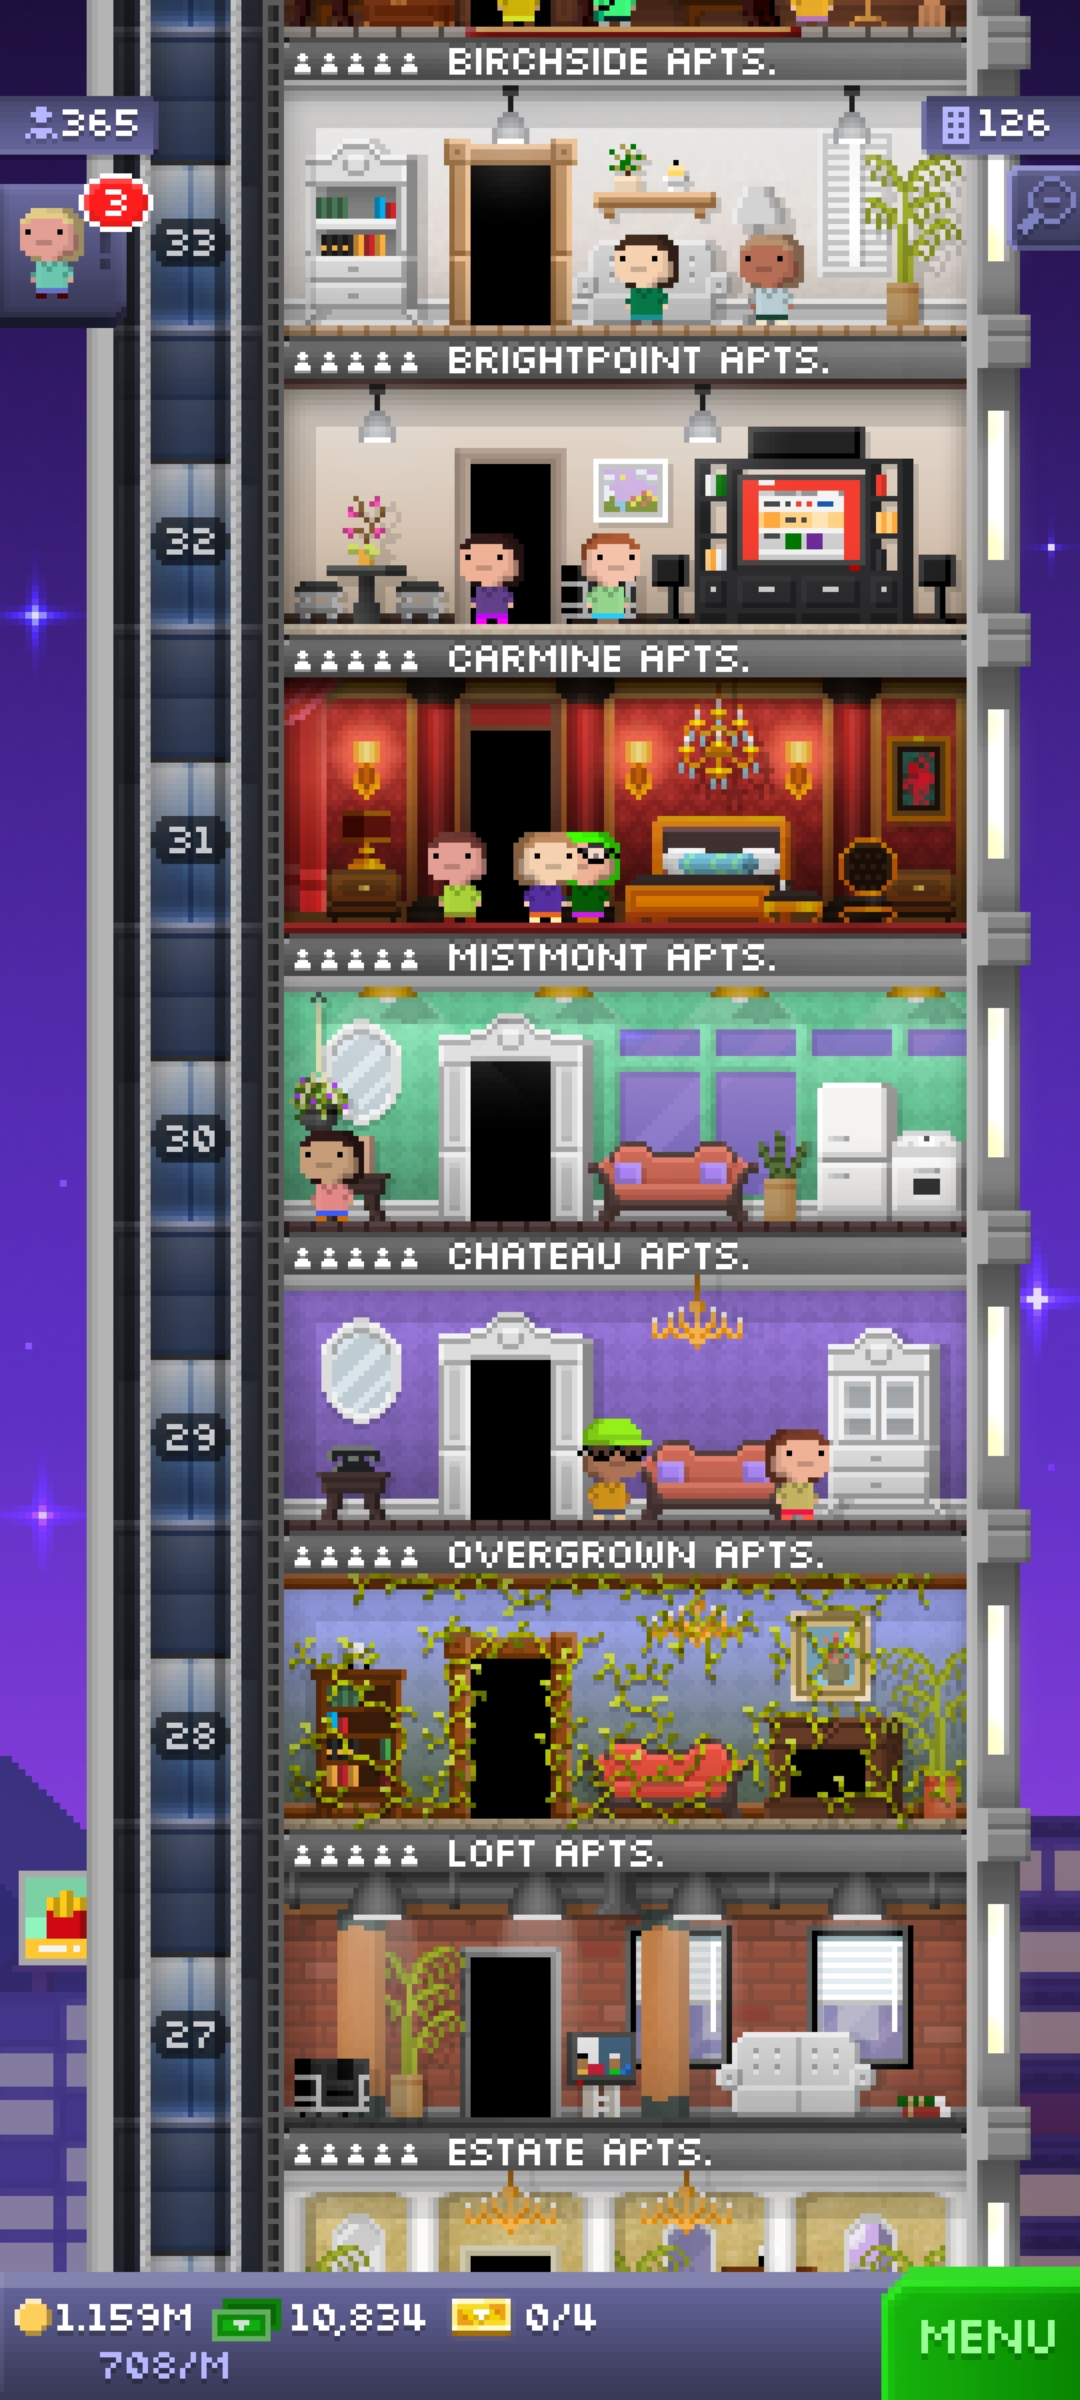 BIRCHSIDE APTS.
365
126
3
33
BRIGHTPOINT APTS.
32
CARMINE APTS.
31
MISTMONT APTS.
30
CHATEAU APTS.
29
OVERGROWN APTS.
28
LOFT APTS.
27
ESTATE APTS.
1.159M 10,834 0/4
708/M
MENU